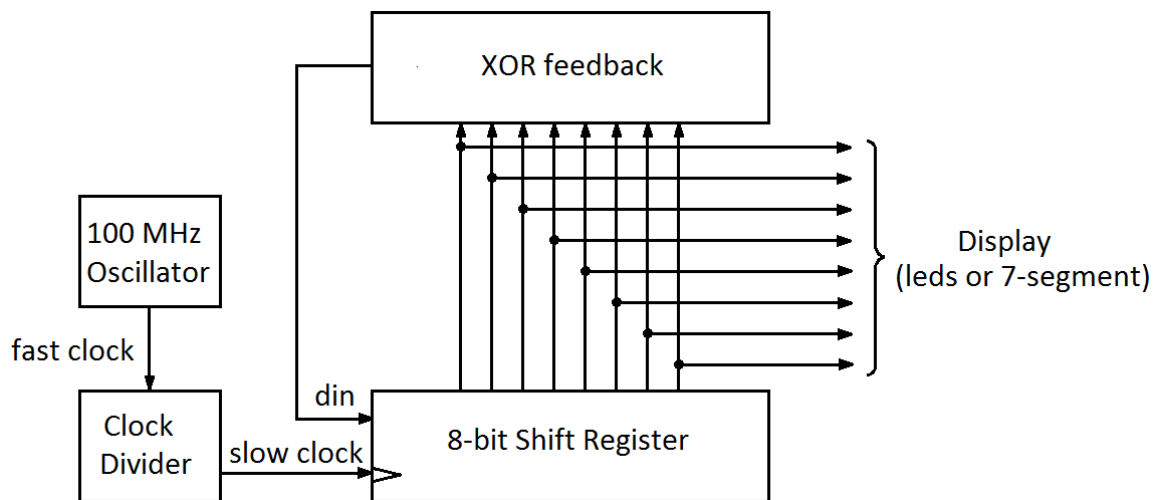 XOR feedback
100 MHz
Oscillator
Display
(leds or 7-segment)
fast clock
din
Clock
Divider
slow clock
8-bit Shift Register